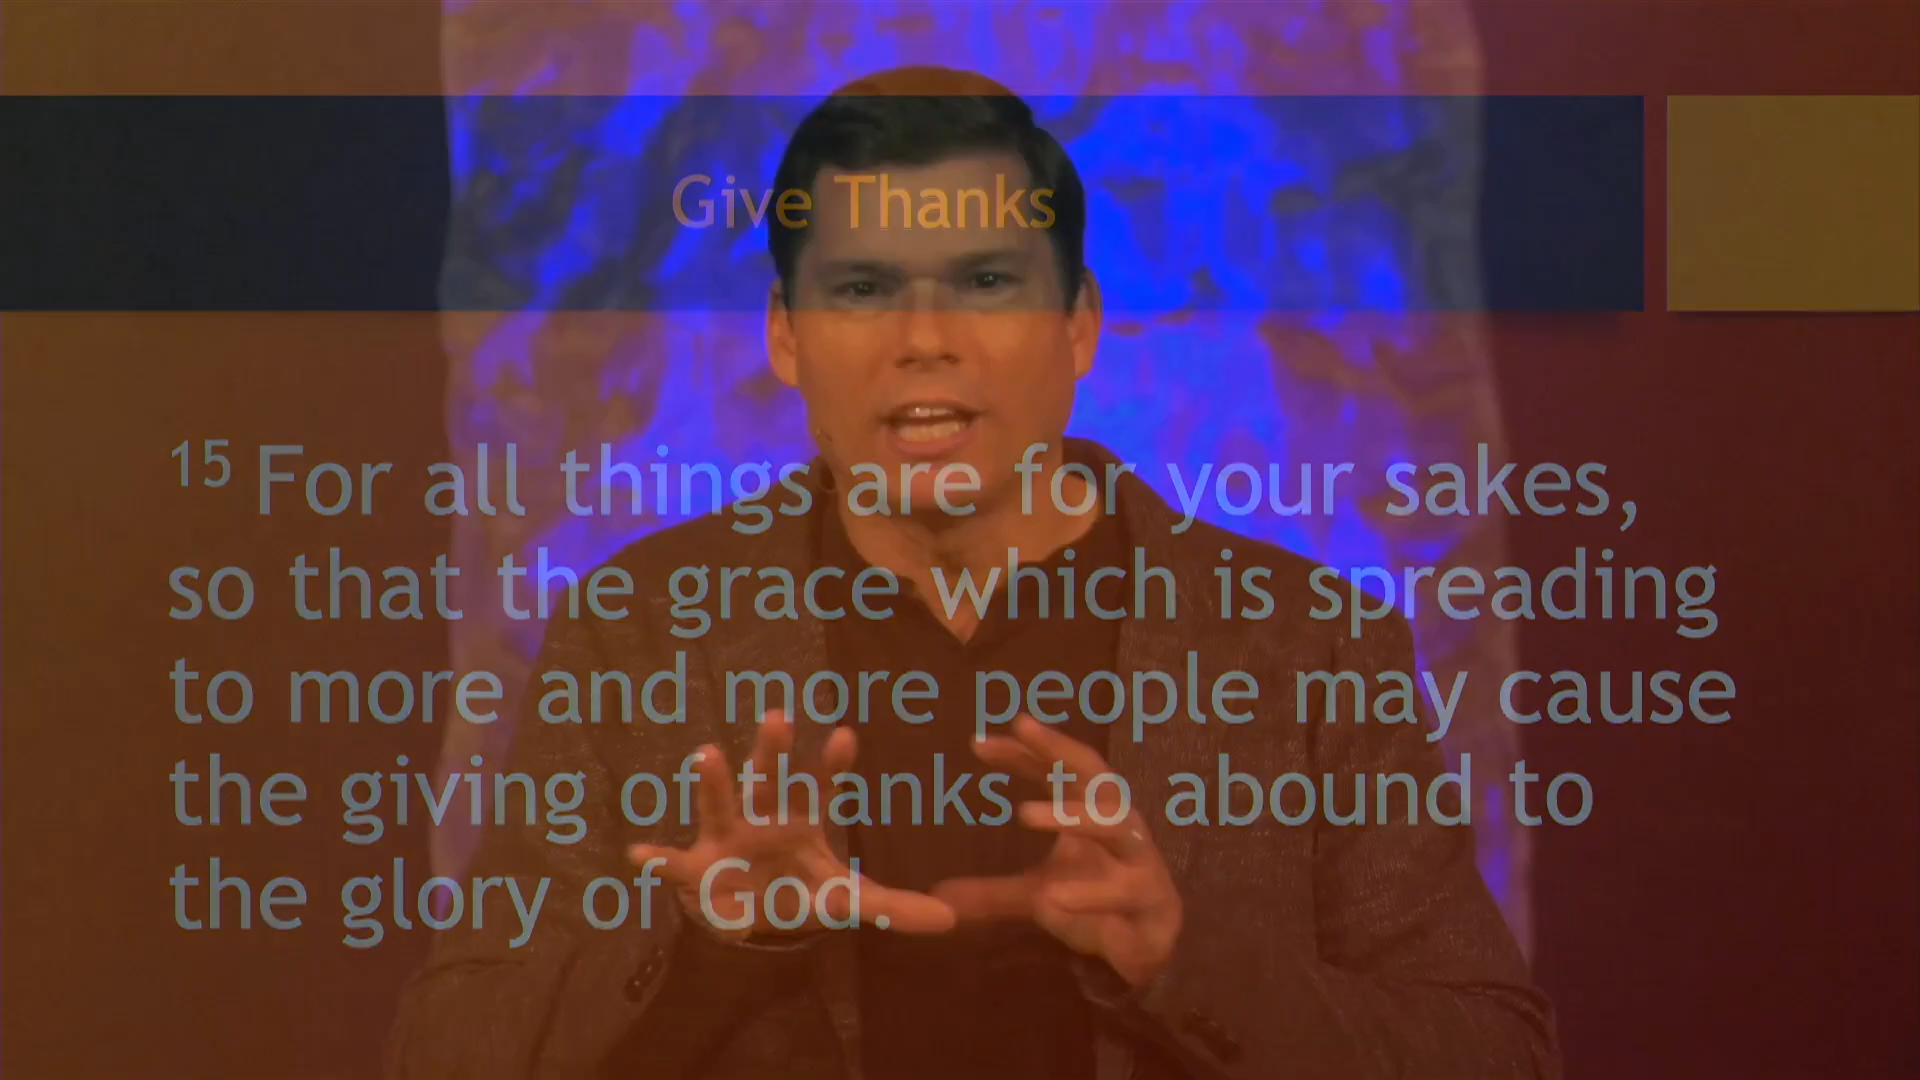 Give Thanks
15 For all things are for your sakes,
so that the grace which is spreading
to more and more people may cause
the giving of thanks to abound to
the glory of God.